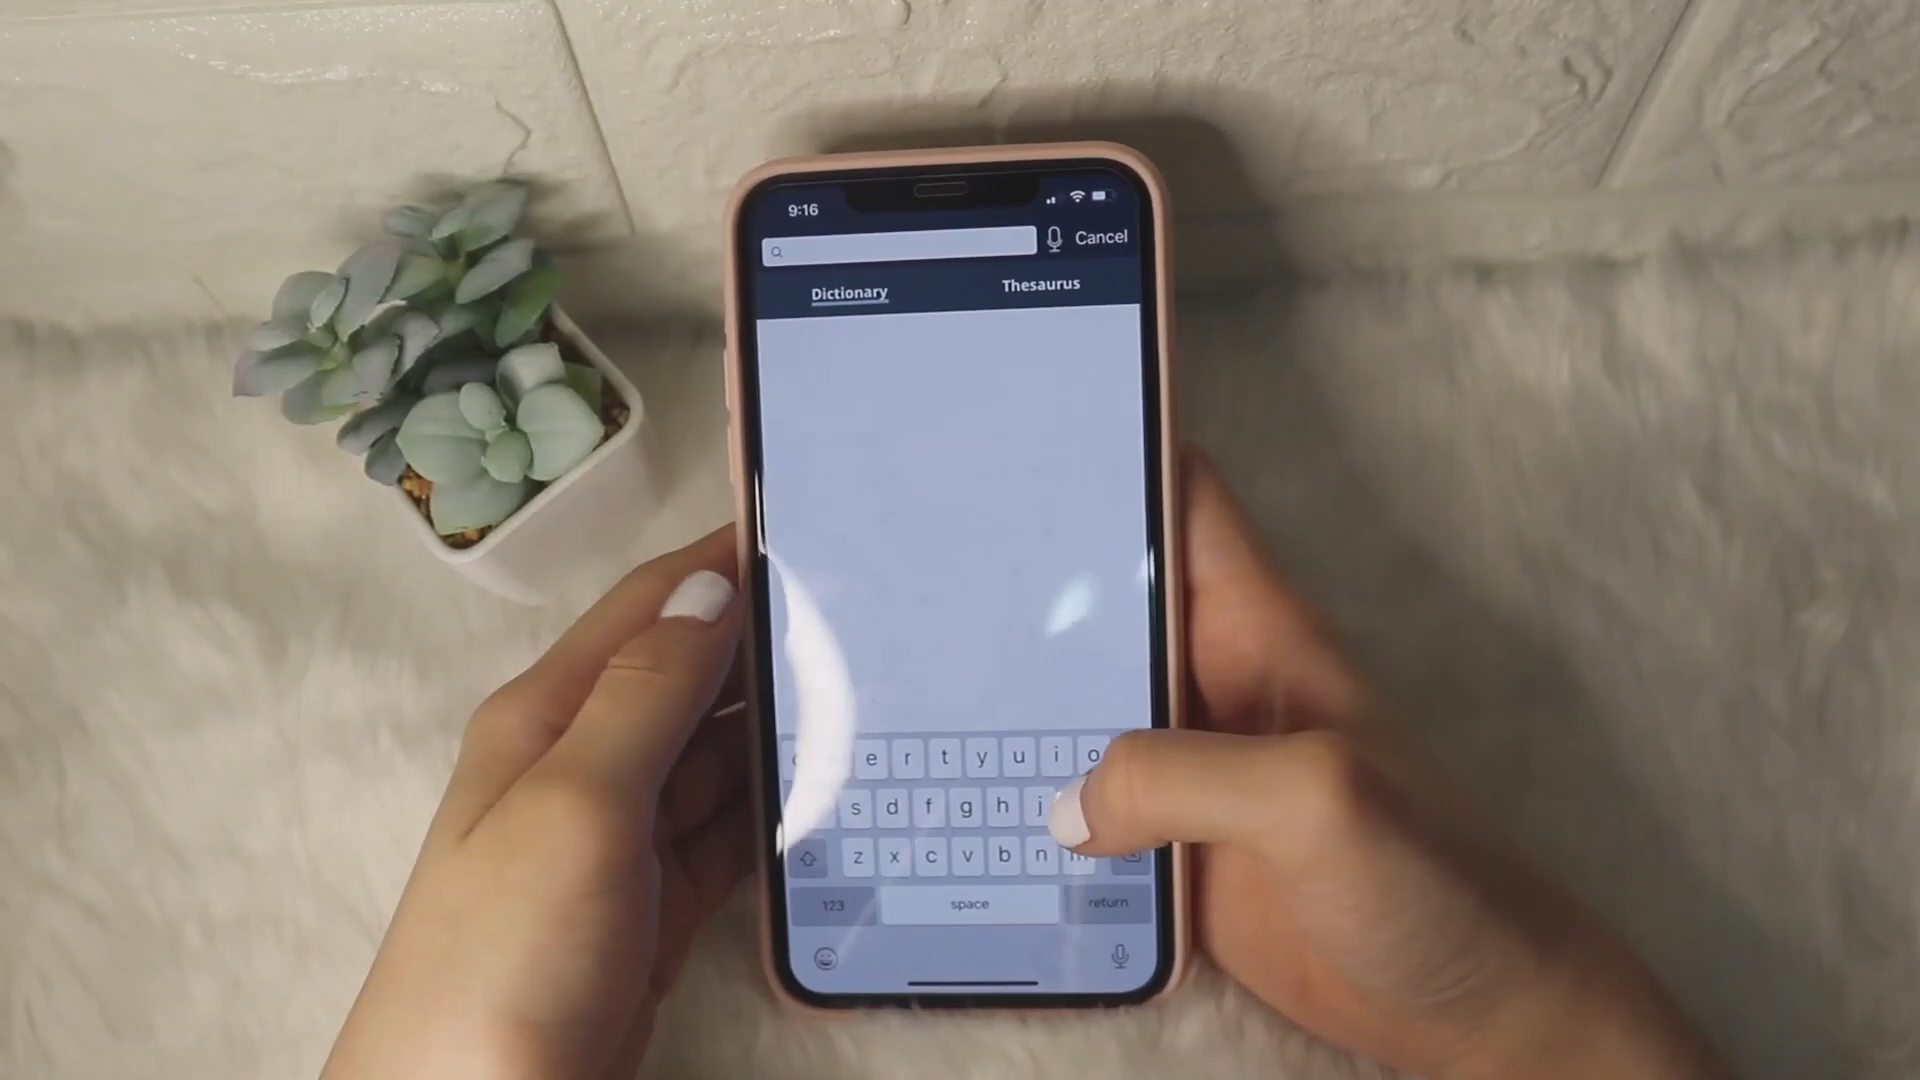 9:16
Cancel
Dictionary Thesaurus
e r t y u i o
s d f g h j
z x c v b n m
123 space return